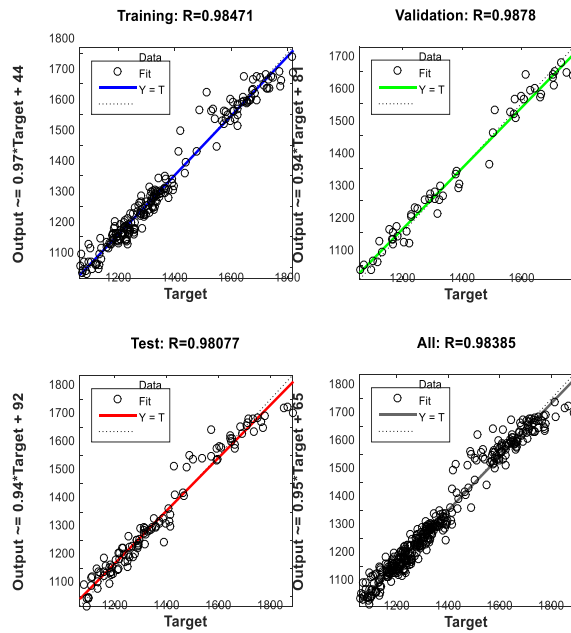 Training: R=0.98471
Output ~= 0.97*Target + 44
1800
1700
1600
1500
1400
1300
1200
1100
Data
Fit
Y = T
1200
1400
1600
1800
Target
Validation: R=0.9878
Output ~= 0.94*Target + 81
1700
1600
1500
1400
1300
1200
1100
Data
Fit
Y = T
1200
1400
1600
Target
Test: R=0.98077
Output ~= 0.94*Target + 92
1800
1700
1600
1500
1400
1300
1200
1100
Data
Fit
Y = T
1200
1400
1600
1800
Target
All: R=0.98385
Output ~= 0.95*Target + 65
1800
1700
1600
1500
1400
1300
1200
1100
Data
Fit
Y = T
1200
1400
1600
1800
Target